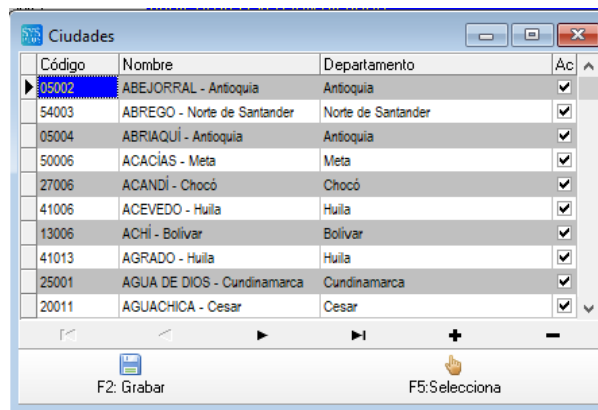 Ciudades
Código Nombre Departamento Ac
05002 ABEJORRAL - Antioquia Antioquia
54003 ABREGO - Norte de Santander Norte de Santander
05004 ABRIAQUÍ - Antioquia Antioquia
50006 ACACÍAS - Meta Meta
27006 ACANDÍ - Chocó Chocó
41006 ACEVEDO - Huila Huila
13006 ACHÍ - Bolívar Bolívar
41013 AGRADO - Huila Huila
25001 AGUA DE DIOS - Cundinamarca Cundinamarca
20011 AGUACHICA - Cesar Cesar
F2: Grabar F5:Selecciona